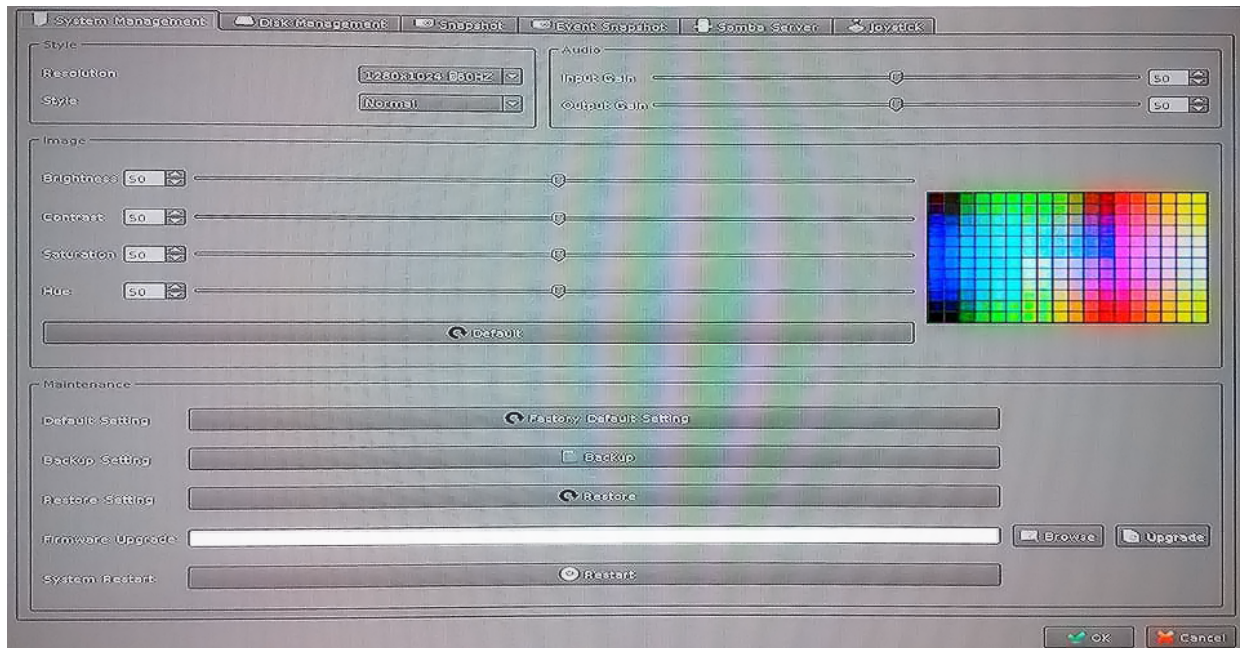 System Management Disk Management Snapshot Event Snapshot Samba Server Joystick
Style
Resolution 1280x1024 @60HZ
Style Normal
Audio
Input Gain 50
Output Gain 50
Image
Brightness 50
Contrast 50
Saturation 50
Hue 50
Default
Maintenance
Default Setting Factory Default Setting
Backup Setting Backup
Restore Setting Restore
Firmware Upgrade Browse Upgrade
System Restart Restart
OK Cancel